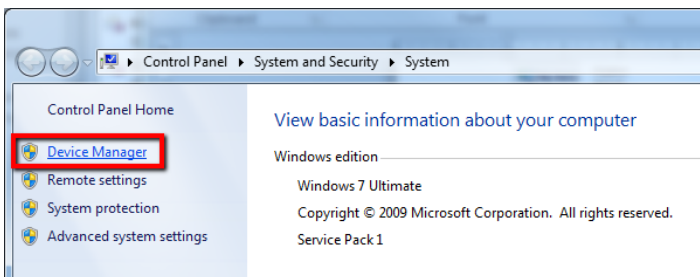 Control Panel ▸ System and Security ▸ System
Control Panel Home
Device Manager
Remote settings
System protection
Advanced system settings
View basic information about your computer
Windows edition
Windows 7 Ultimate
Copyright © 2009 Microsoft Corporation. All rights reserved.
Service Pack 1